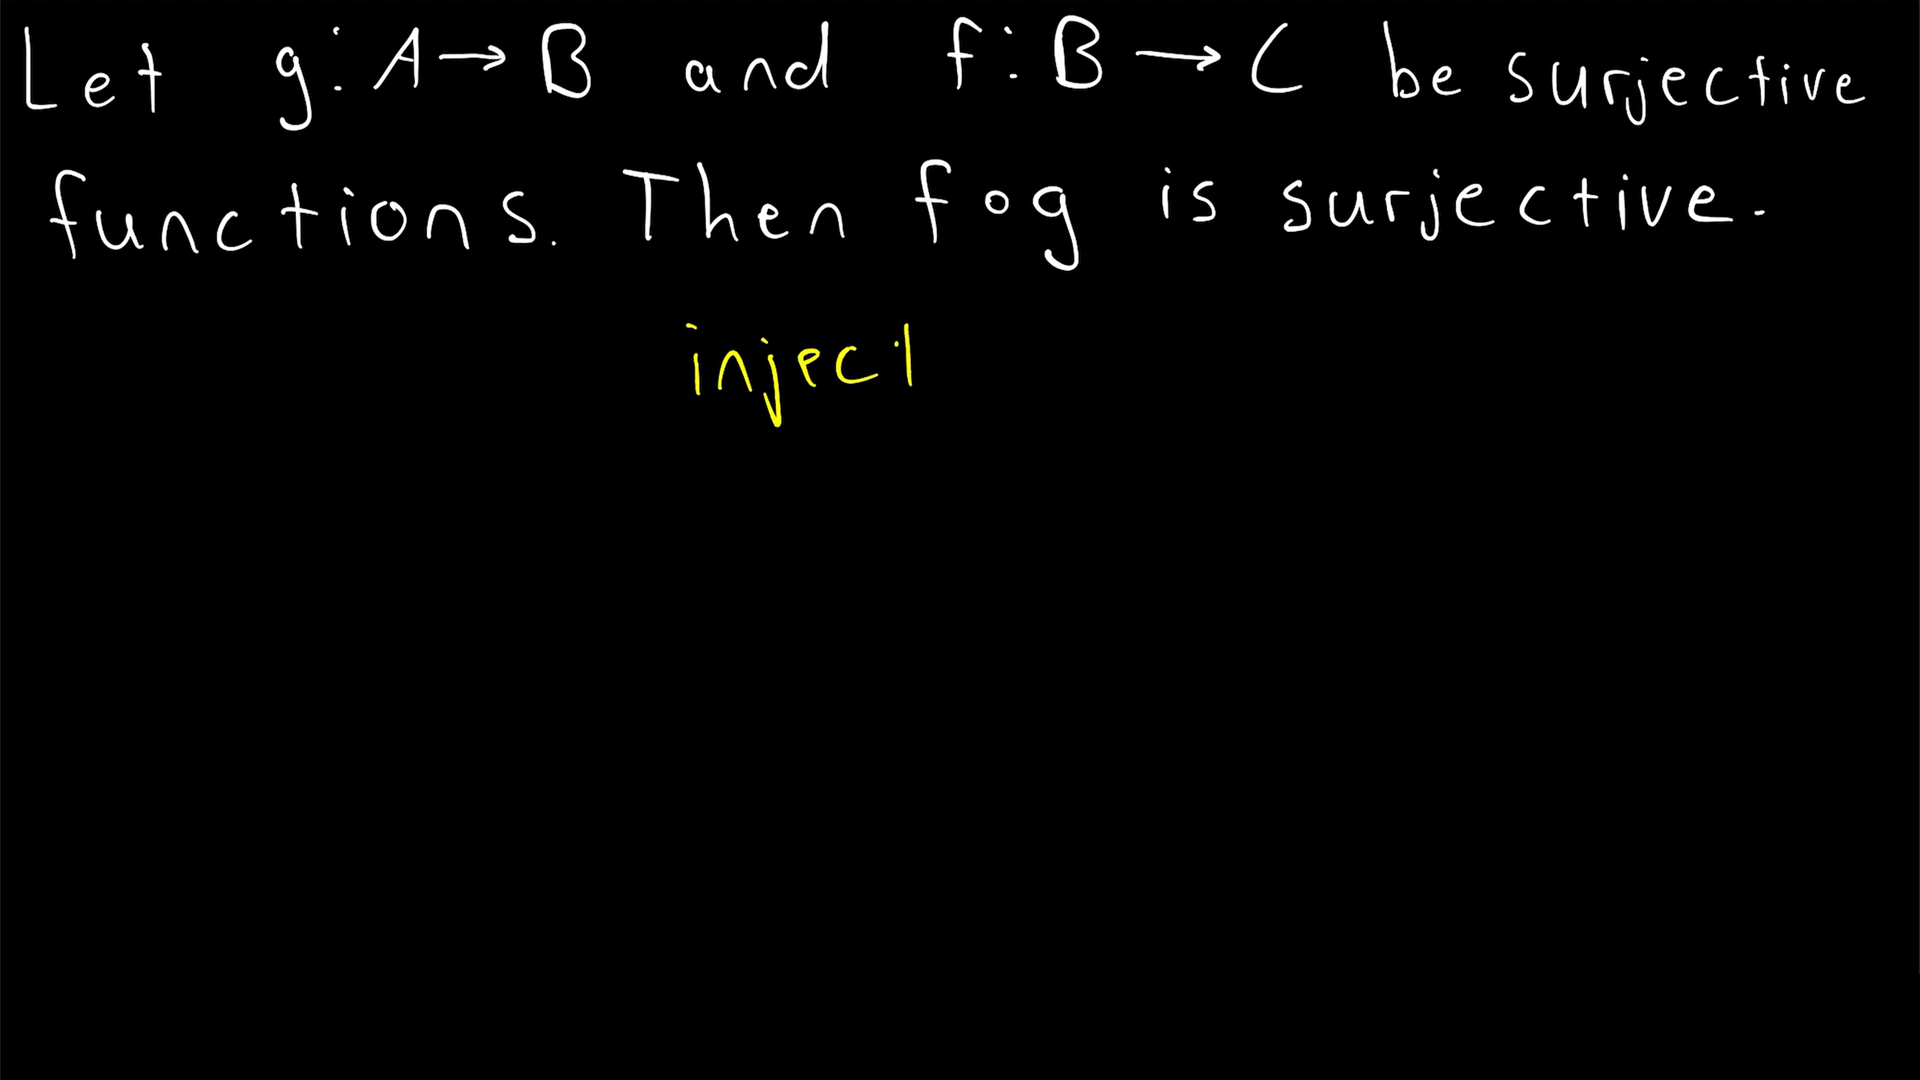 Let g: A→B and f: B→C be surjective
functions. Then f∘g is surjective.
inject